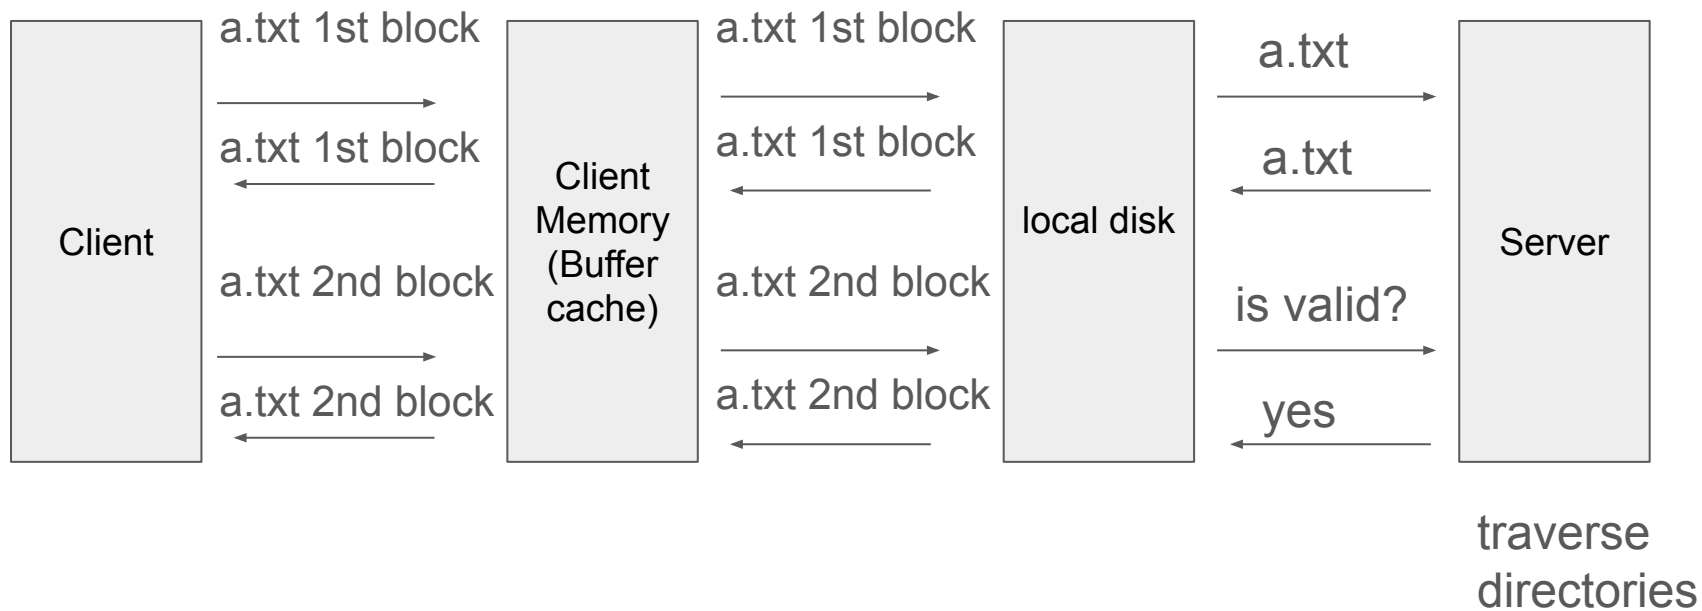 a.txt 1st block
a.txt 1st block
a.txt
a.txt 1st block
a.txt 1st block
a.txt
Client
Client
Memory
(Buffer
cache)
local disk
Server
a.txt 2nd block
a.txt 2nd block
is valid?
a.txt 2nd block
a.txt 2nd block
yes
traverse
directories